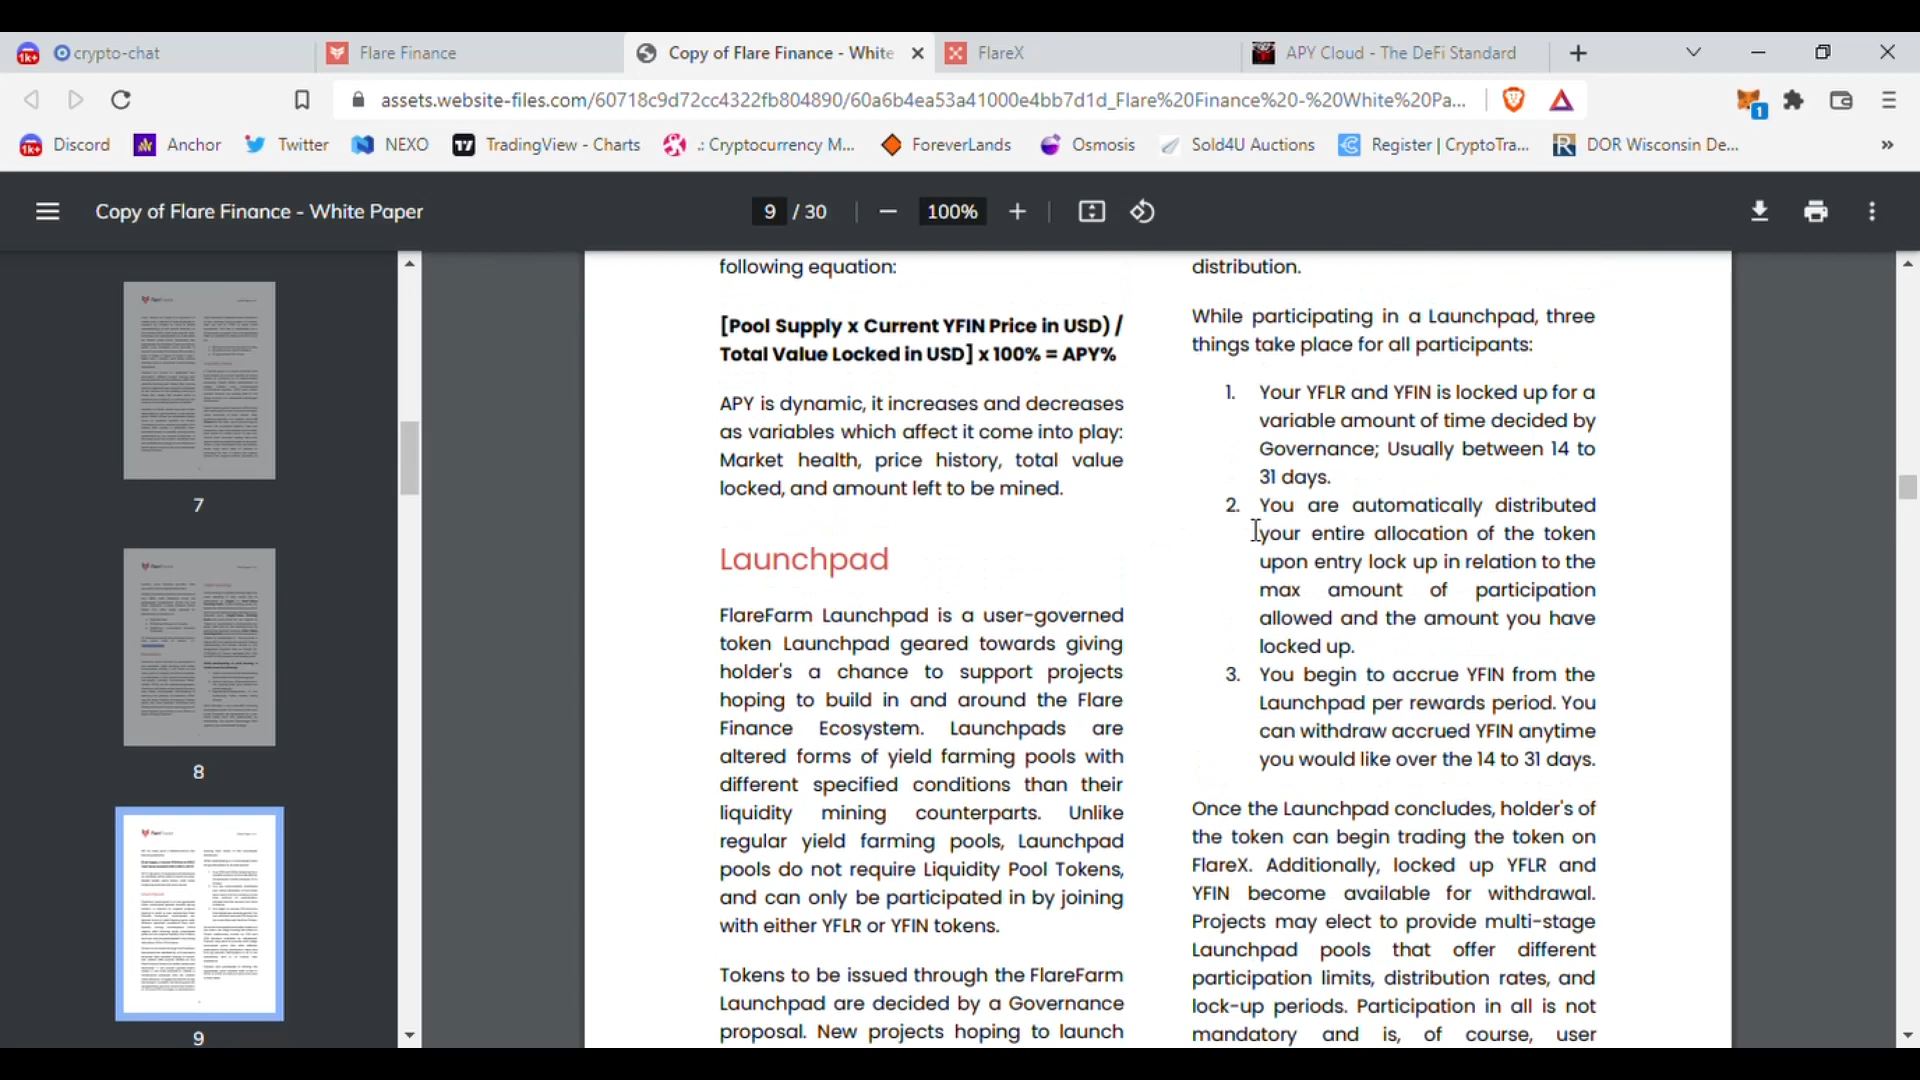 crypto-chat
Flare Finance
Copy of Flare Finance - White
FlareX
APY Cloud - The DeFi Standard
assets.website-files.com/60718c9d72cc4322fb804890/60a6b4ea53a41000e4bb7d1d_Flare%20Finance%20-%20White%20Pa...
1
1k+ Discord
Anchor
Twitter
NEXO
TradingView - Charts
.: Cryptocurrency M...
ForeverLands
Osmosis
Sold4U Auctions
Register | CryptoTra...
DOR Wisconsin De...
»
Copy of Flare Finance - White Paper
9 / 30
100%
7
8
9
following equation:
[Pool Supply x Current YFIN Price in USD) /
Total Value Locked in USD] x 100% = APY%
APY is dynamic, it increases and decreases
as variables which affect it come into play:
Market health, price history, total value
locked, and amount left to be mined.
Launchpad
FlareFarm Launchpad is a user-governed
token Launchpad geared towards giving
holder's a chance to support projects
hoping to build in and around the Flare
Finance Ecosystem. Launchpads are
altered forms of yield farming pools with
different specified conditions than their
liquidity mining counterparts. Unlike
regular yield farming pools, Launchpad
pools do not require Liquidity Pool Tokens,
and can only be participated in by joining
with either YFLR or YFIN tokens.
Tokens to be issued through the FlareFarm
Launchpad are decided by a Governance
proposal. New projects hoping to launch
distribution.
While participating in a Launchpad, three
things take place for all participants:
1. Your YFLR and YFIN is locked up for a
variable amount of time decided by
Governance; Usually between 14 to
31 days.
2. You are automatically distributed
your entire allocation of the token
upon entry lock up in relation to the
max amount of participation
allowed and the amount you have
locked up.
3. You begin to accrue YFIN from the
Launchpad per rewards period. You
can withdraw accrued YFIN anytime
you would like over the 14 to 31 days.
Once the Launchpad concludes, holder's of
the token can begin trading the token on
FlareX. Additionally, locked up YFLR and
YFIN become available for withdrawal.
Projects may elect to provide multi-stage
Launchpad pools that offer different
participation limits, distribution rates, and
lock-up periods. Participation in all is not
mandatory and is, of course, user